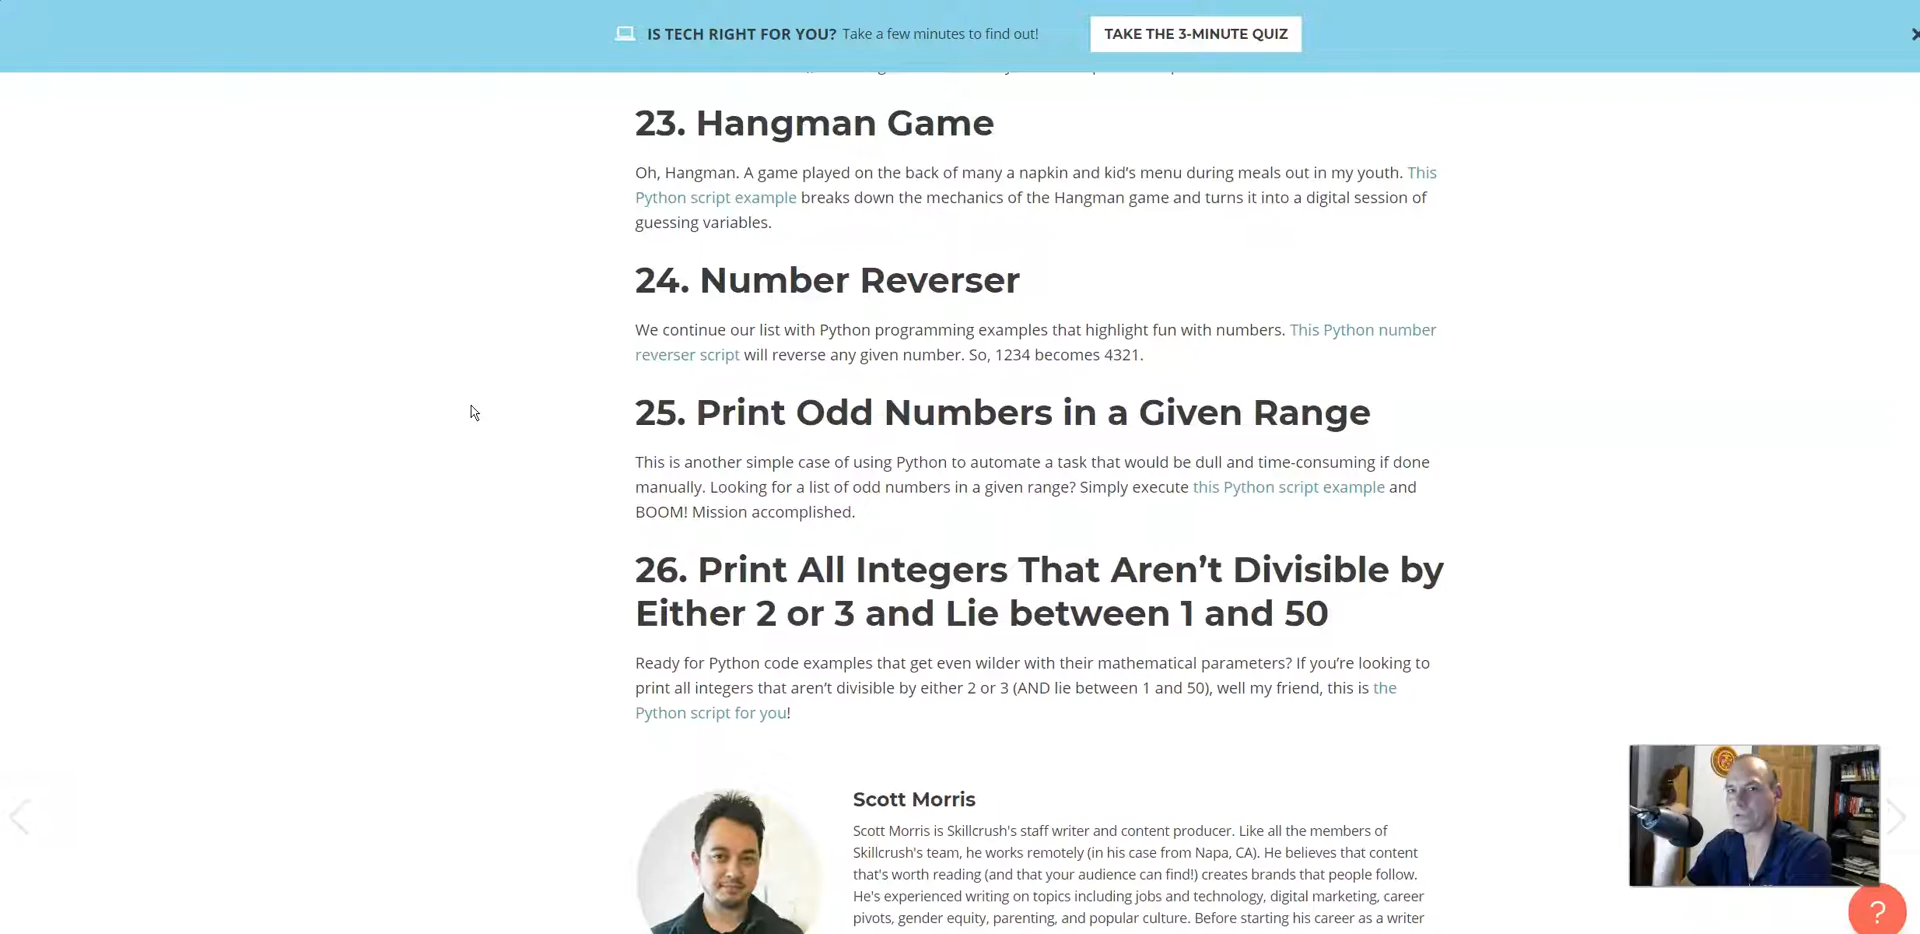 IS TECH RIGHT FOR YOU? Take a few minutes to find out!
TAKE THE 3-MINUTE QUIZ
23. Hangman Game
Oh, Hangman. A game played on the back of many a napkin and kid’s menu during meals out in my youth. This
Python script example breaks down the mechanics of the Hangman game and turns it into a digital session of
guessing variables.
24. Number Reverser
We continue our list with Python programming examples that highlight fun with numbers. This Python number
reverser script will reverse any given number. So, 1234 becomes 4321.
25. Print Odd Numbers in a Given Range
This is another simple case of using Python to automate a task that would be dull and time-consuming if done
manually. Looking for a list of odd numbers in a given range? Simply execute this Python script example and
BOOM! Mission accomplished.
26. Print All Integers That Aren’t Divisible by
Either 2 or 3 and Lie between 1 and 50
Ready for Python code examples that get even wilder with their mathematical parameters? If you’re looking to
print all integers that aren’t divisible by either 2 or 3 (AND lie between 1 and 50), well my friend, this is the
Python script for you!
Scott Morris
Scott Morris is Skillcrush's staff writer and content producer. Like all the members of
Skillcrush's team, he works remotely (in his case from Napa, CA). He believes that content
that's worth reading (and that your audience can find!) creates brands that people follow.
He's experienced writing on topics including jobs and technology, digital marketing, career
pivots, gender equity, parenting, and popular culture. Before starting his career as a writer
?